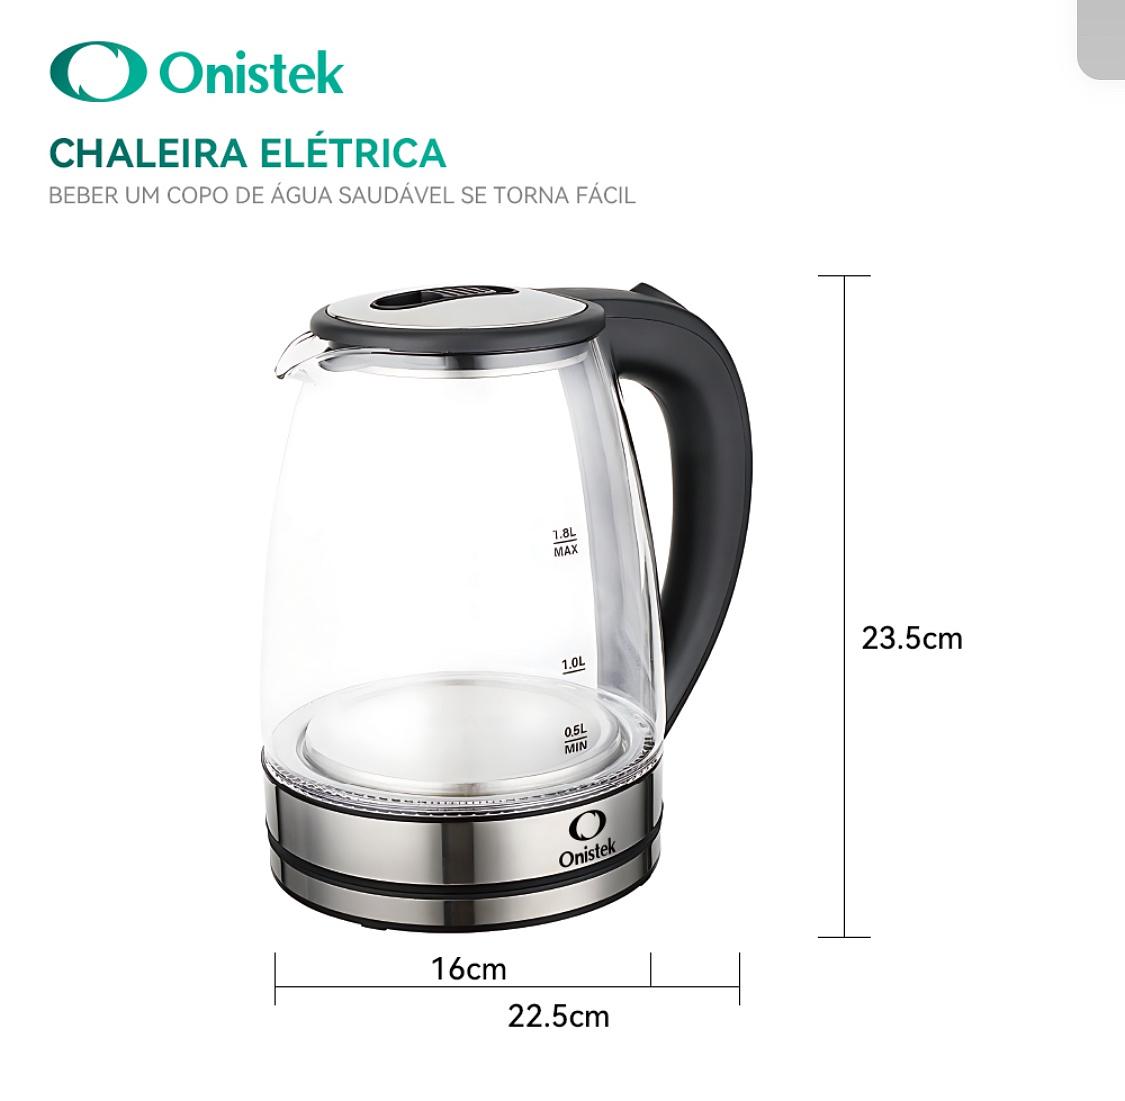 Onistek
CHALEIRA ELÉTRICA
BEBER UM COPO DE ÁGUA SAUDÁVEL SE TORNA FÁCIL
1.8L
MAX
23.5cm
1.0L
0.5L
MIN
Onistek
16cm
22.5cm